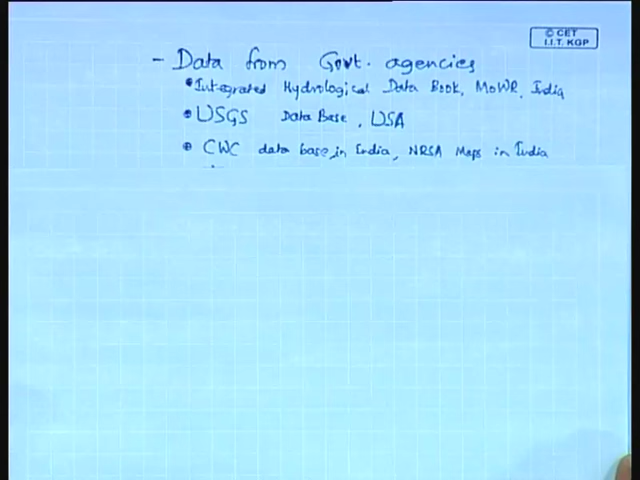 © CET
I.I.T. KGP
- Data from Govt. agencies
• Integrated Hydrological Data Book, MoWR, India
• USGS Data Base, USA
• CWC data base in India, NRSA Maps in India